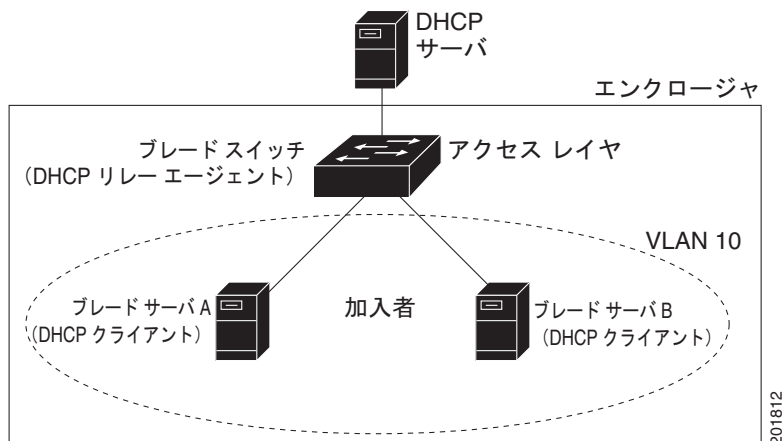 DHCP
サーバ
エンクロージャ
ブレード スイッチ
(DHCP リレー エージェント)
アクセス レイヤ
VLAN 10
ブレード サーバ A
(DHCP クライアント)
加入者
ブレード サーバ B
(DHCP クライアント)
201812